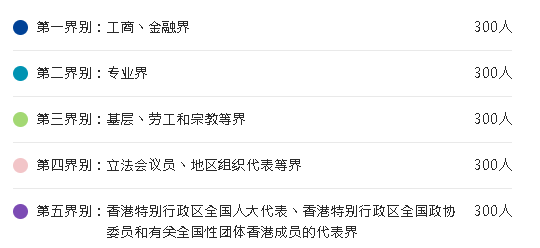 第一界别：工商、金融界 300人
第二界别：专业界 300人
第三界别：基层、劳工和宗教等界 300人
第四界别：立法会议员、地区组织代表等界 300人
第五界别：香港特别行政区全国人大代表、香港特别行政区全国政协 300人
委员和有关全国性团体香港成员的代表界